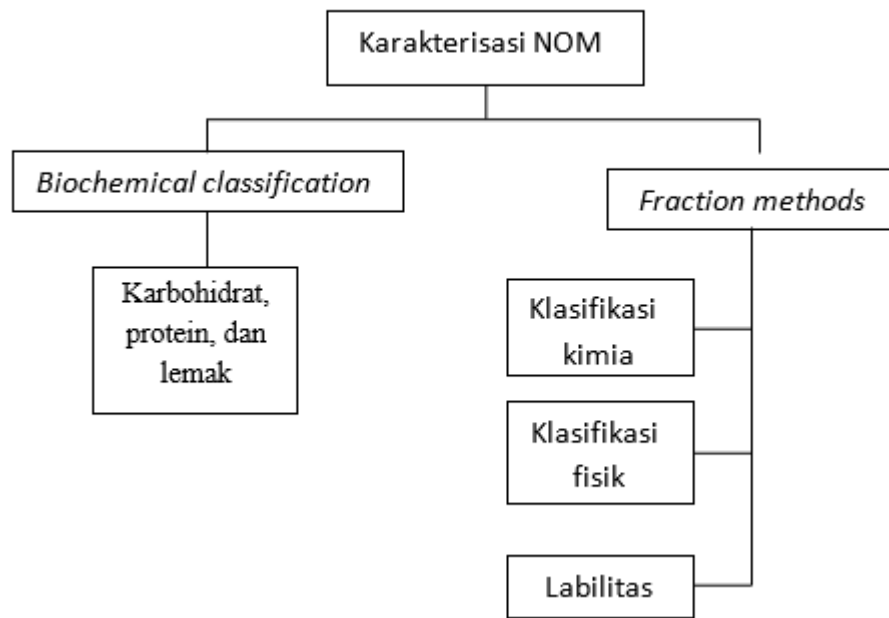 Karakterisasi NOM
Biochemical classification
Fraction methods
Karbohidrat,
protein, dan
lemak
Klasifikasi
kimia
Klasifikasi
fisik
Labilitas